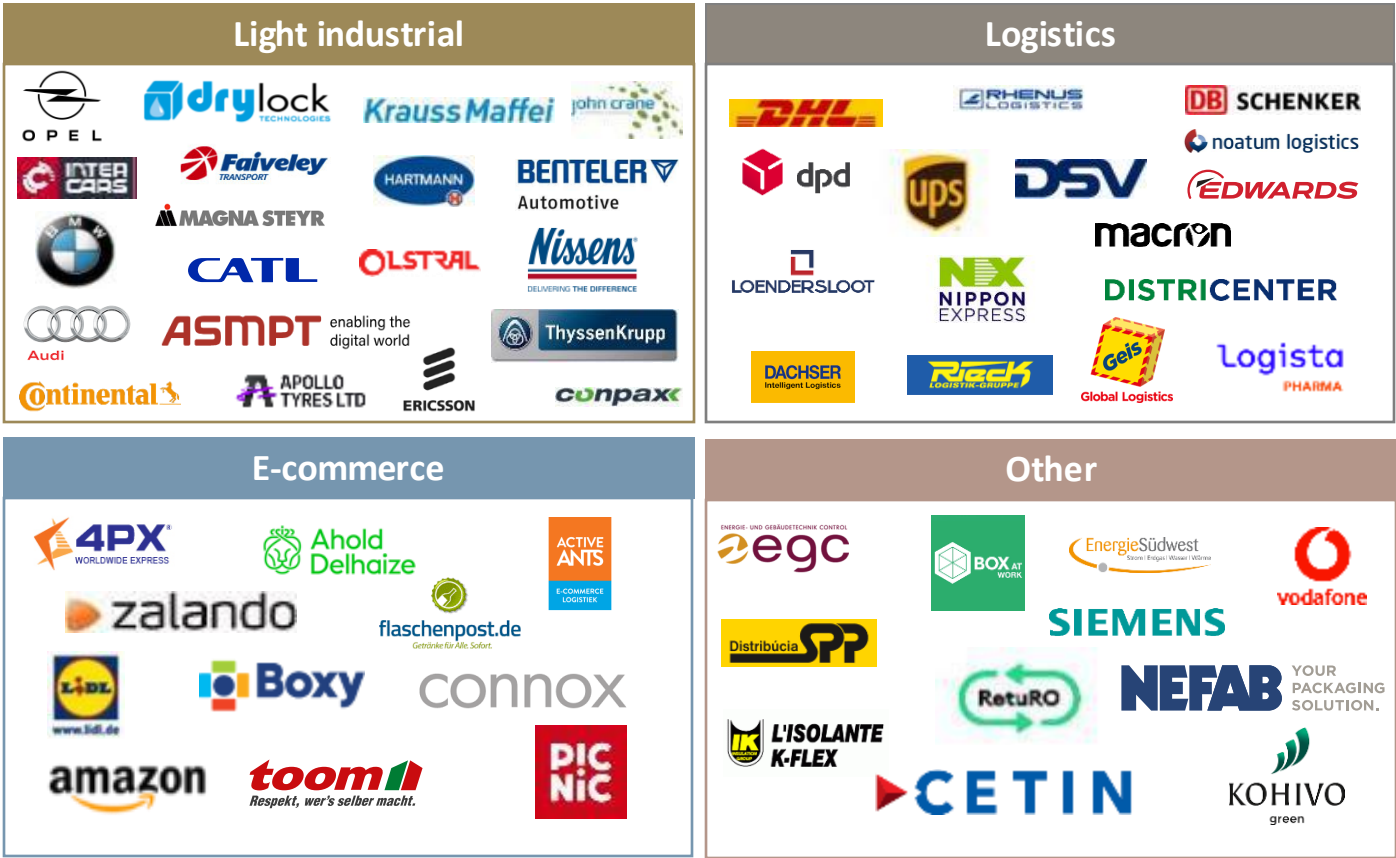 Light industrial
OPEL
drylock
TECHNOLOGIES
Krauss Maffei
john crane
INTER
CARS
Faiveley
TRANSPORT
HARTMANN
BENTELER
Automotive
BMW
MAGNA STEYR
CATL
OLSTRAL
Nissens
DELIVERING THE DIFFERENCE
Audi
ASMPT
enabling the
digital world
ThyssenKrupp
Continental
APOLLO
TYRES LTD
ERICSSON
conpax
Logistics
DHL
RHENUS
LOGISTICS
DB SCHENKER
noatum logistics
dpd
ups
DSV
EDWARDS
macron
LOENDERSLOOT
NX
NIPPON
EXPRESS
DISTRICENTER
DACHSER
Intelligent Logistics
Rieck
LOGISTIK-GRUPPE
Geis
Global Logistics
logista
PHARMA
E-commerce
4PX
WORLDWIDE EXPRESS
Ahold
Delhaize
ACTIVE
ANTS
E-COMMERCE
LOGISTIEK
zalando
flaschenpost.de
Getränke für Alle. Sofort.
LiDL
www.lidl.de
Boxy
connox
amazon
toom
Respekt, wer's selber macht.
PIC
NiC
Other
ENERGIE- UND GEBÄUDETECHNIK CONTROL
egc
BOX AT
WORK
EnergieSüdwest
Strom | Erdgas | Wasser | Wärme
vodafone
SIEMENS
Distribúcia SPP
RetuRO
NEFAB
YOUR
PACKAGING
SOLUTION.
IK
INSULATION
GROUP
L'ISOLANTE
K-FLEX
CETIN
KOHIVO
green